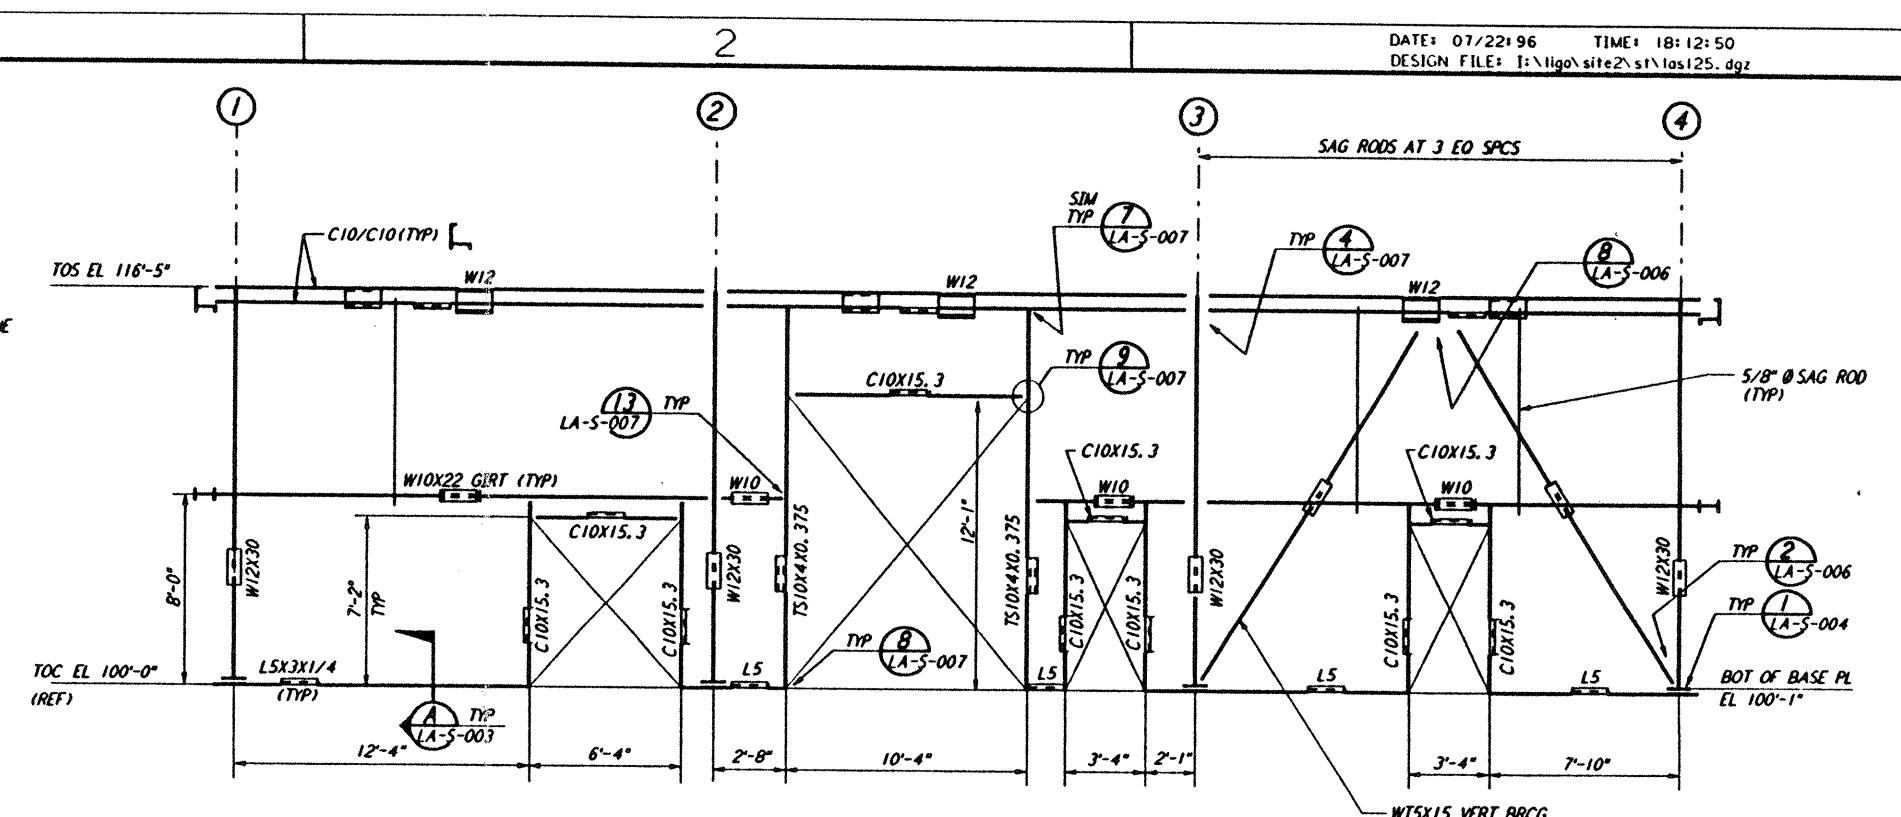 2
DATE: 07/22:96 TIME: 18:12:50
DESIGN FILE: I:\ligo\site2\st\las125.dgz
1
2
3
4
SAG RODS AT 3 EQ SPCS
SIM
TYP
7
LA-S-007
C10/C10(TYP)
TYP
4
LA-S-007
8
LA-S-006
TOS EL 116'-5"
W12
W12
W12
TYP
9
LA-S-007
C10X15.3
5/8" Ø SAG ROD
(TYP)
13
TYP
LA-S-007
C10X15.3
C10X15.3
W10X22 GIRT (TYP)
W10
W10
W10
C10X15.3
12'-1"
8'-0"
W12X30
7'-2"
TYP
C10X15.3
C10X15.3
W12X30
TS10X4X0.375
TS10X4X0.375
C10X15.3
C10X15.3
W12X30
C10X15.3
C10X15.3
W12X30
TYP
2
LA-S-006
TYP
1
LA-S-004
TYP
8
LA-S-007
TOC EL 100'-0"
(REF)
L5X3X1/4
(TYP)
L5
L5
L5
L5
BOT OF BASE PL
EL 100'-1"
A
TYP
LA-S-003
12'-4"
6'-4"
2'-8"
10'-4"
3'-4"
2'-1"
3'-4"
7'-10"
WT5X15 VERT BRCG